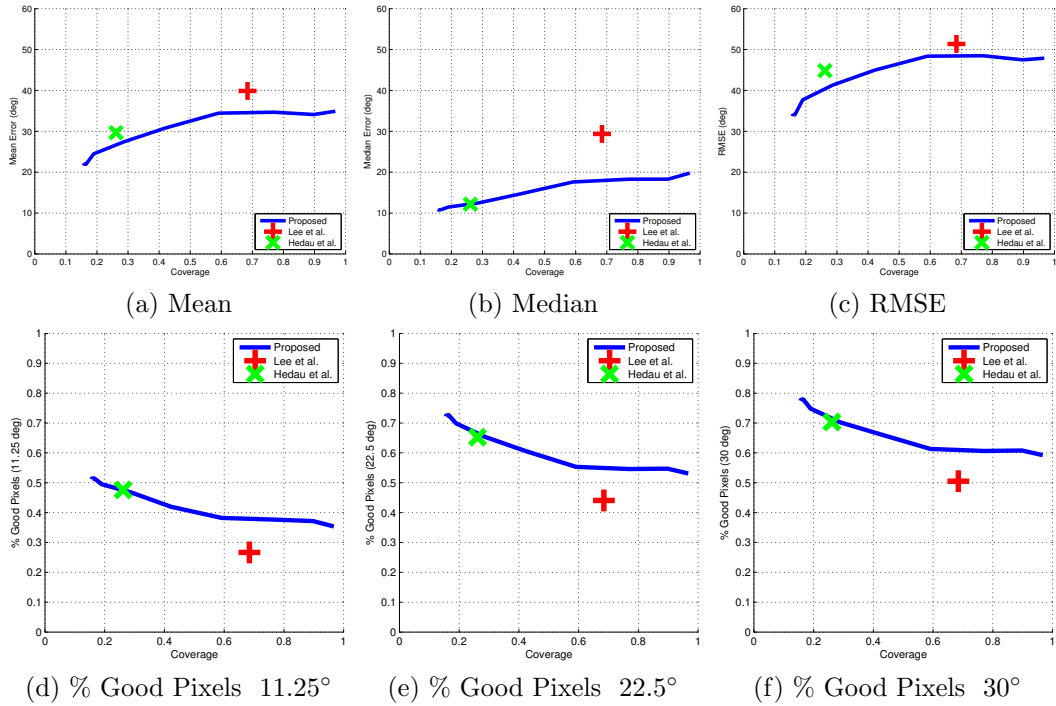 60
50
40
30
20
10
0
Mean Error (deg)
0 0.1 0.2 0.3 0.4 0.5 0.6 0.7 0.8 0.9 1
Coverage
Proposed
Lee et al.
Hedau et al.
(a) Mean
60
50
40
30
20
10
0
Median Error (deg)
0 0.1 0.2 0.3 0.4 0.5 0.6 0.7 0.8 0.9 1
Coverage
Proposed
Lee et al.
Hedau et al.
(b) Median
60
50
40
30
20
10
0
RMSE (deg)
0 0.1 0.2 0.3 0.4 0.5 0.6 0.7 0.8 0.9 1
Coverage
Proposed
Lee et al.
Hedau et al.
(c) RMSE
1
0.9
0.8
0.7
0.6
0.5
0.4
0.3
0.2
0.1
0
% Good Pixels (11.25 deg)
0 0.2 0.4 0.6 0.8 1
Coverage
Proposed
Lee et al.
Hedau et al.
(d) % Good Pixels 11.25°
1
0.9
0.8
0.7
0.6
0.5
0.4
0.3
0.2
0.1
0
% Good Pixels (22.5 deg)
0 0.2 0.4 0.6 0.8 1
Coverage
Proposed
Lee et al.
Hedau et al.
(e) % Good Pixels 22.5°
1
0.9
0.8
0.7
0.6
0.5
0.4
0.3
0.2
0.1
0
% Good Pixels (30 deg)
0 0.2 0.4 0.6 0.8 1
Coverage
Proposed
Lee et al.
Hedau et al.
(f) % Good Pixels 30°